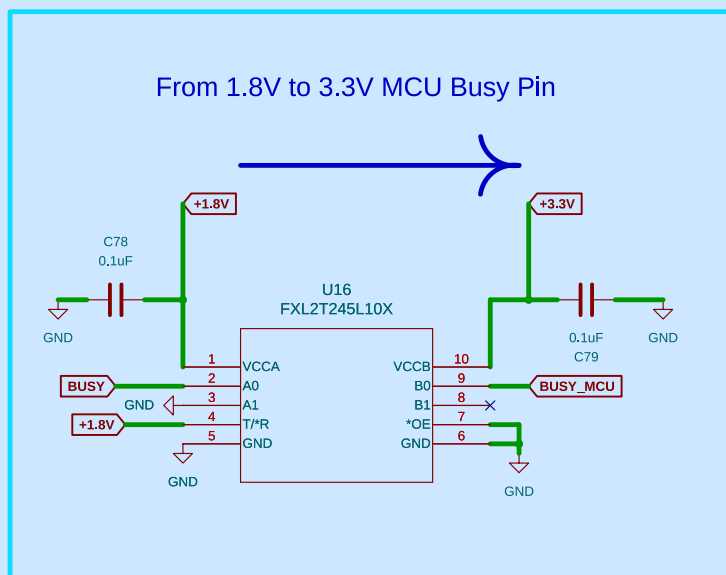 From 1.8V to 3.3V MCU Busy Pin
+1.8V
+3.3V
C78
0.1uF
GND
U16
FXL2T245L10X
0.1uF
C79
GND
1 VCCA
VCCB 10
BUSY
2 A0
B0 9
BUSY_MCU
GND
3 A1
B1 8
+1.8V
4 T/*R
*OE 7
5 GND
GND 6
GND
GND